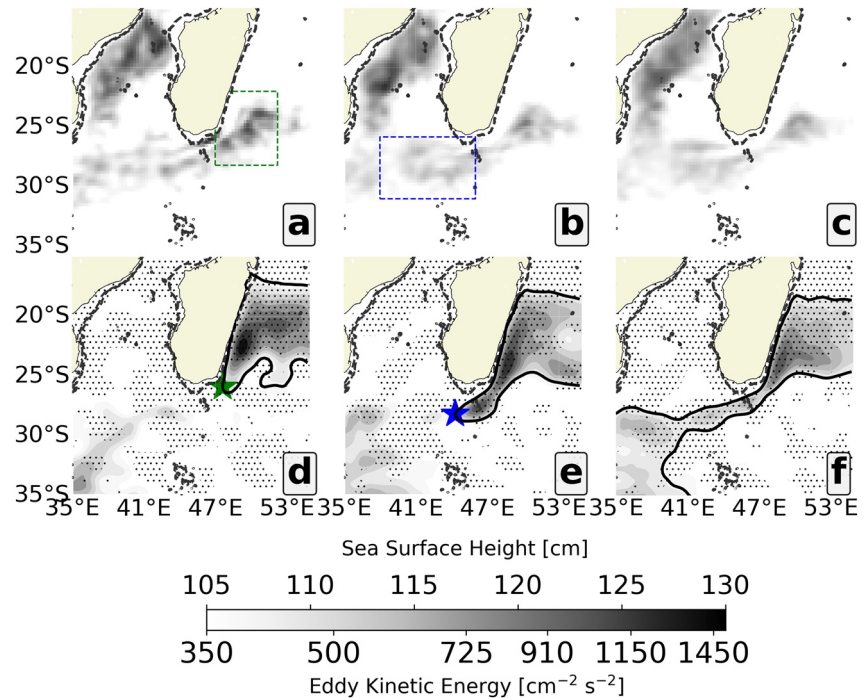 20°S
25°S
30°S
35°S
a
b
c
20°S
25°S
30°S
35°S
d
e
f
35°E 41°E 47°E 53°E 35°E 41°E 47°E 53°E 35°E 41°E 47°E 53°E
Sea Surface Height [cm]
105 110 115 120 125 130
350 500 725 910 1150 1450
Eddy Kinetic Energy [cm⁻² s⁻²]